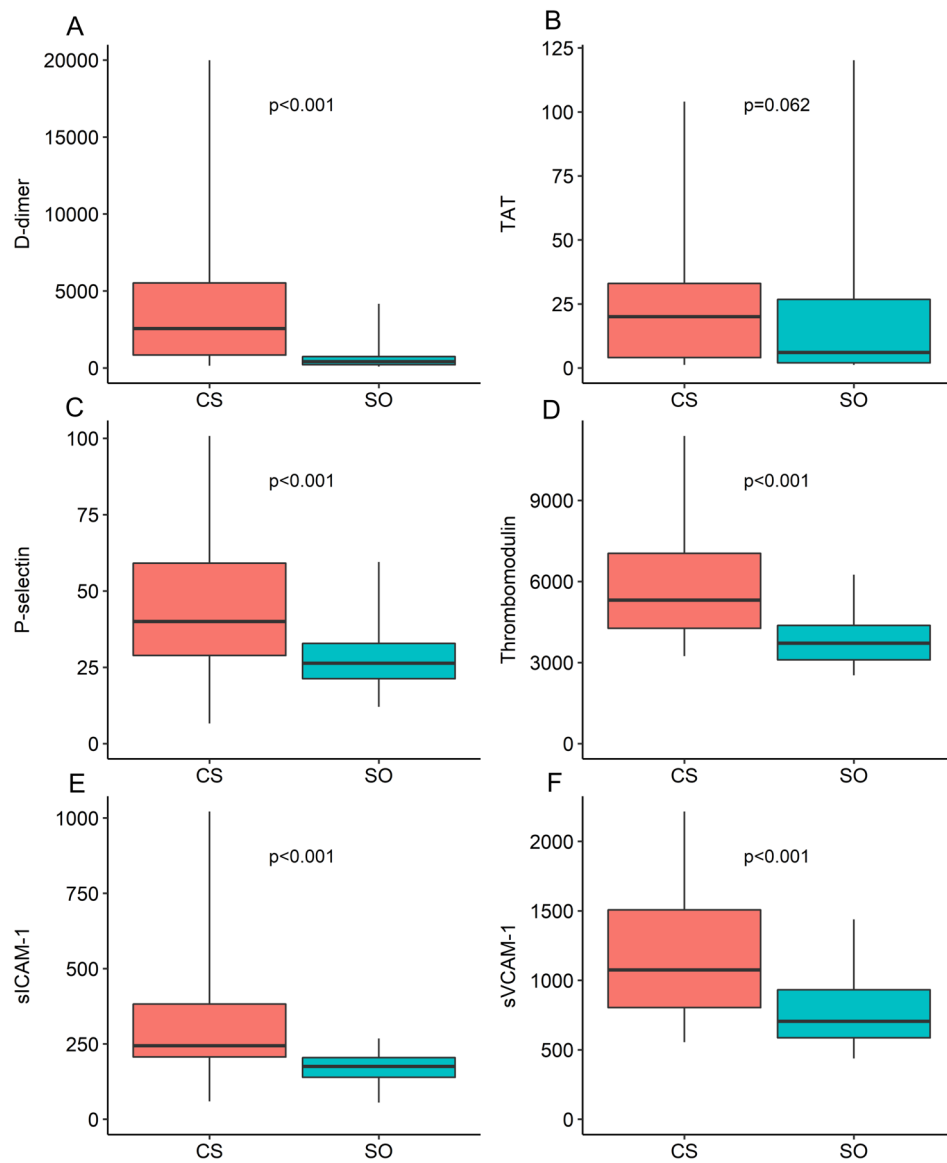 A
D-dimer
20000
15000
10000
5000
0
p<0.001
CS
SO
B
TAT
125
100
75
50
25
0
p=0.062
CS
SO
C
P-selectin
100
75
50
25
0
p<0.001
CS
SO
D
Thrombomodulin
9000
6000
3000
0
p<0.001
CS
SO
E
sICAM-1
1000
750
500
250
0
p<0.001
CS
SO
F
sVCAM-1
2000
1500
1000
500
0
p<0.001
CS
SO